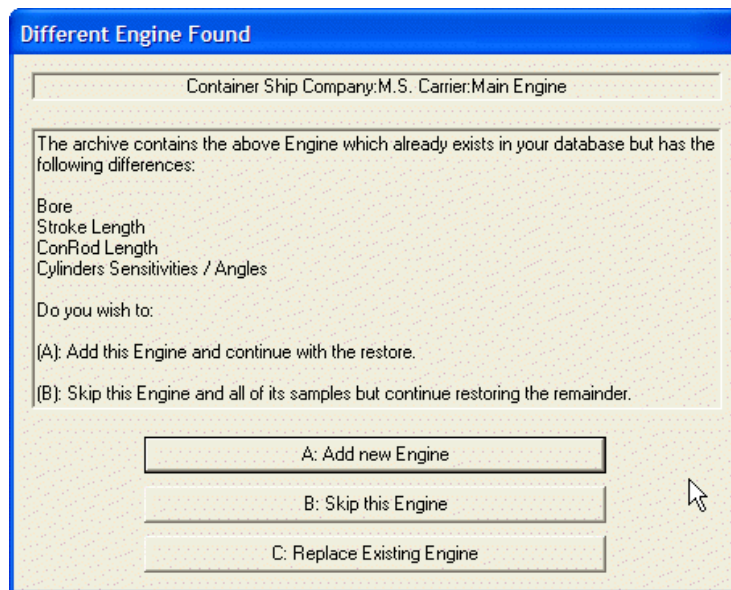 Different Engine Found
Container Ship Company:M.S. Carrier:Main Engine
The archive contains the above Engine which already exists in your database but has the
following differences:
Bore
Stroke Length
ConRod Length
Cylinders Sensitivities / Angles
Do you wish to:
(A): Add this Engine and continue with the restore.
(B): Skip this Engine and all of its samples but continue restoring the remainder.
A: Add new Engine
B: Skip this Engine
C: Replace Existing Engine